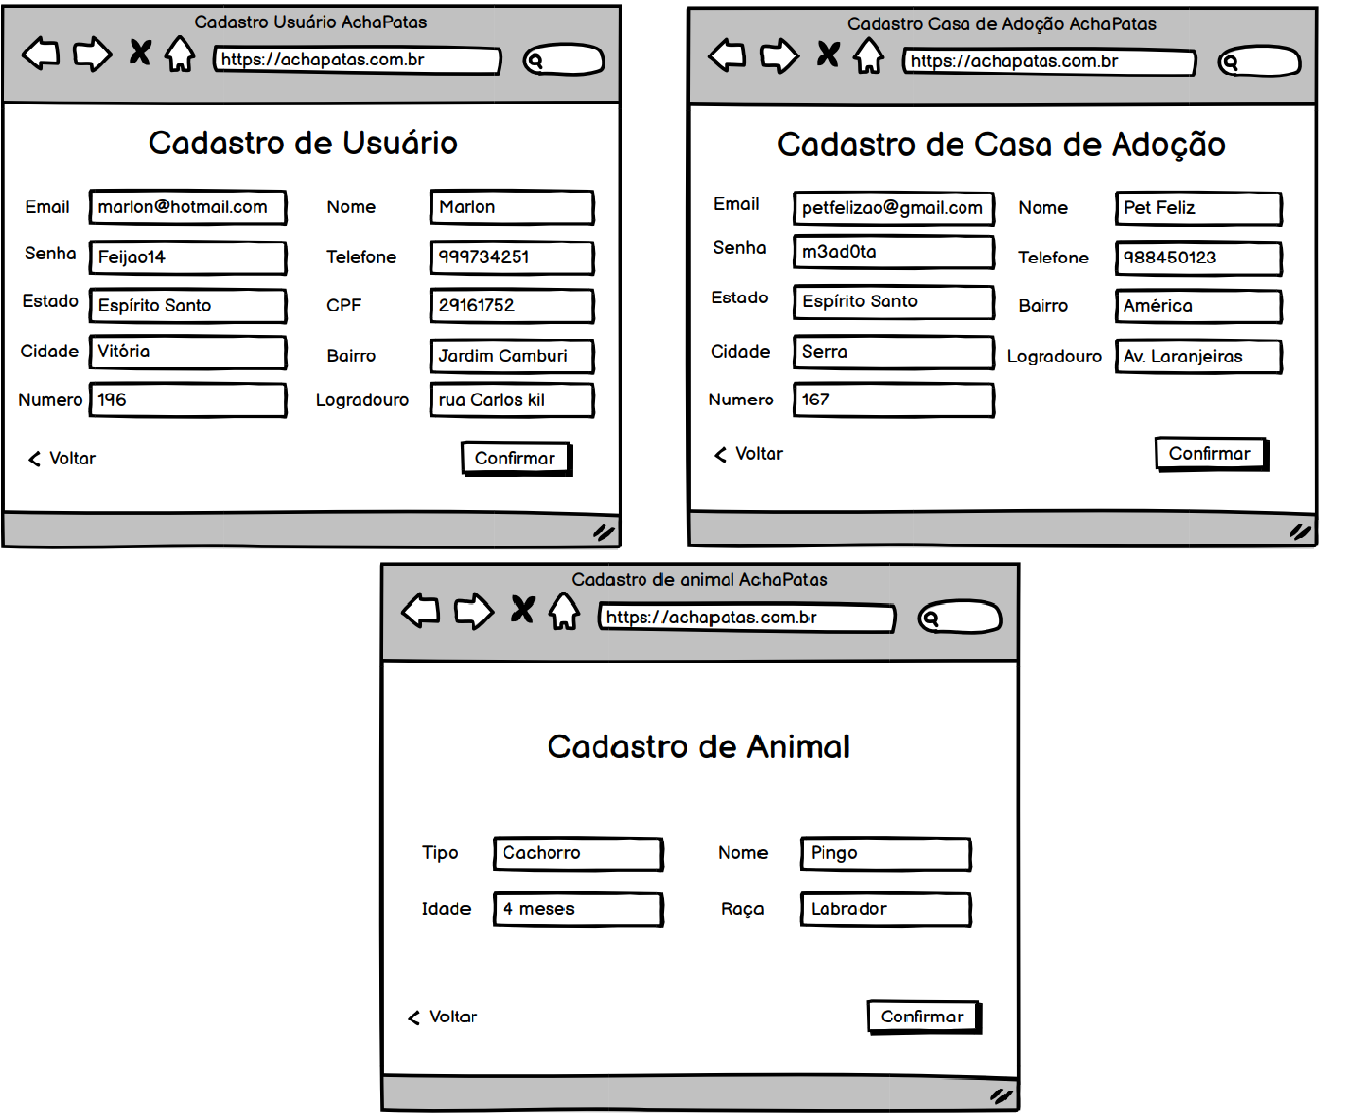 Cadastro Usuário AchaPatas
https://achapatas.com.br
Cadastro de Usuário
Email marlon@hotmail.com Nome Marlon
Senha Feijao14 Telefone 999734251
Estado Espírito Santo CPF 29161752
Cidade Vitória Bairro Jardim Camburi
Numero 196 Logradouro rua Carlos kil
Voltar Confirmar
Cadastro Casa de Adoção AchaPatas
https://achapatas.com.br
Cadastro de Casa de Adoção
Email petfelizao@gmail.com Nome Pet Feliz
Senha m3ad0ta Telefone 988450123
Estado Espírito Santo Bairro América
Cidade Serra Logradouro Av. Laranjeiras
Numero 167
Voltar Confirmar
Cadastro de animal AchaPatas
https://achapatas.com.br
Cadastro de Animal
Tipo Cachorro Nome Pingo
Idade 4 meses Raça Labrador
Voltar Confirmar